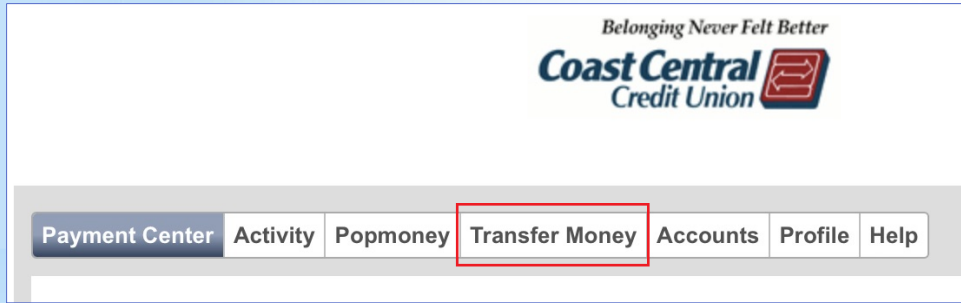 Belonging Never Felt Better
Coast Central
Credit Union
Payment Center Activity Popmoney Transfer Money Accounts Profile Help